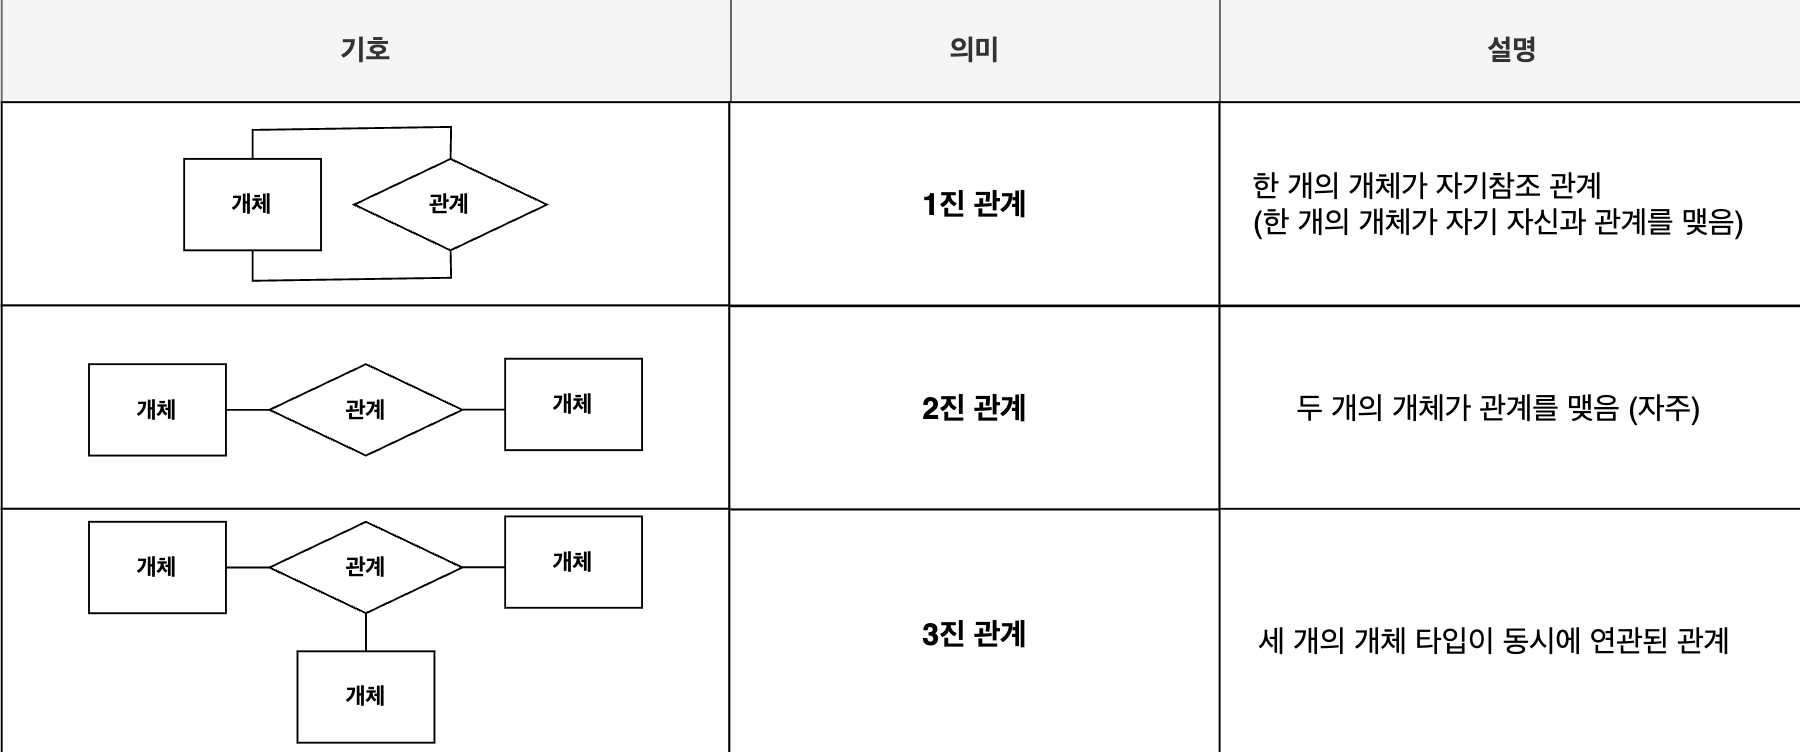 기호
의미
설명
개체
관계
1진 관계
한 개의 개체가 자기참조 관계
(한 개의 개체가 자기 자신과 관계를 맺음)
개체
관계
개체
2진 관계
두 개의 개체가 관계를 맺음 (자주)
개체
관계
개체
개체
3진 관계
세 개의 개체 타입이 동시에 연관된 관계